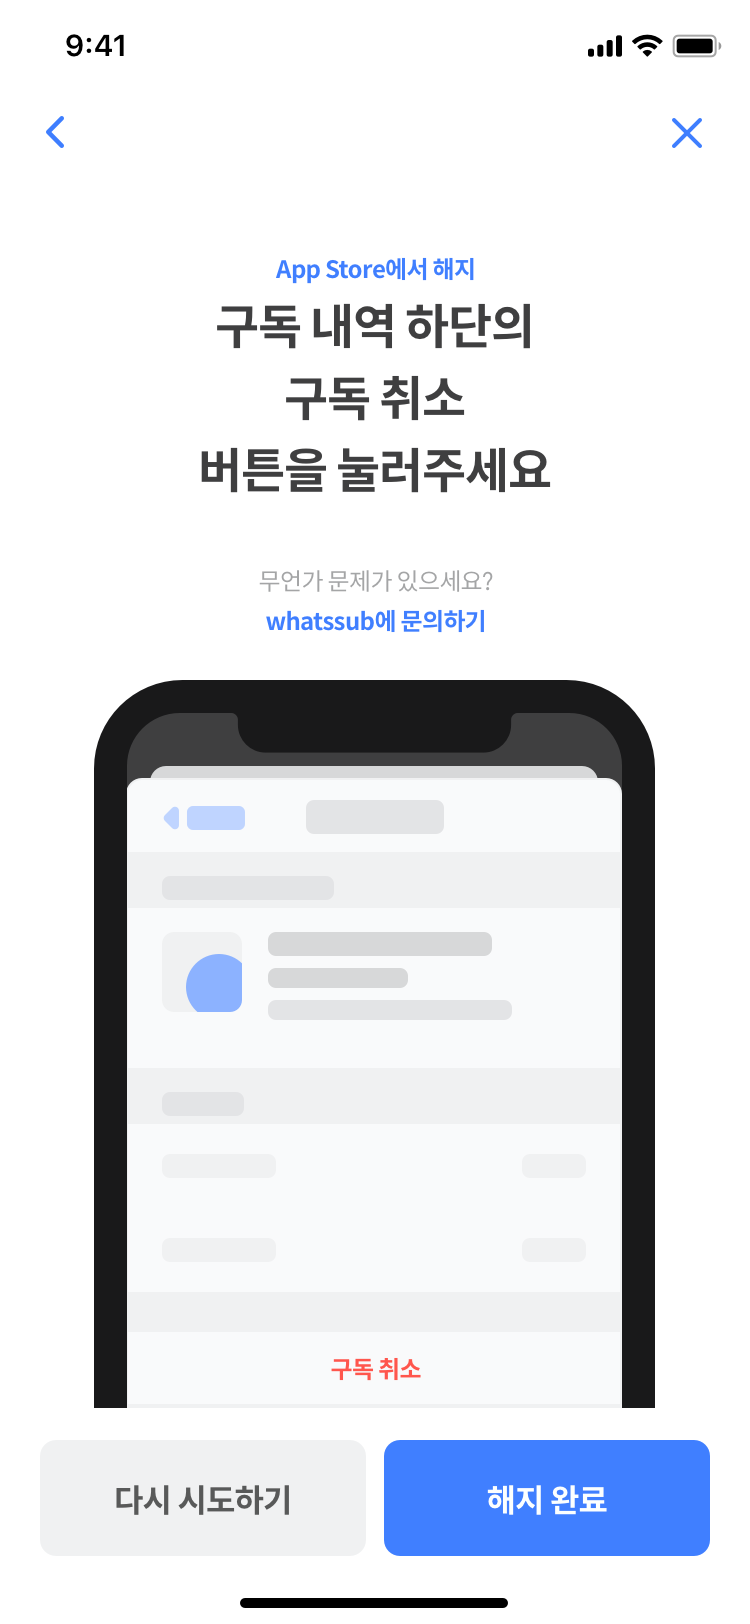 9:41
App Store에서 해지
구독 내역 하단의
구독 취소
버튼을 눌러주세요
무언가 문제가 있으세요?
whatssub에 문의하기
구독 취소
다시 시도하기
해지 완료